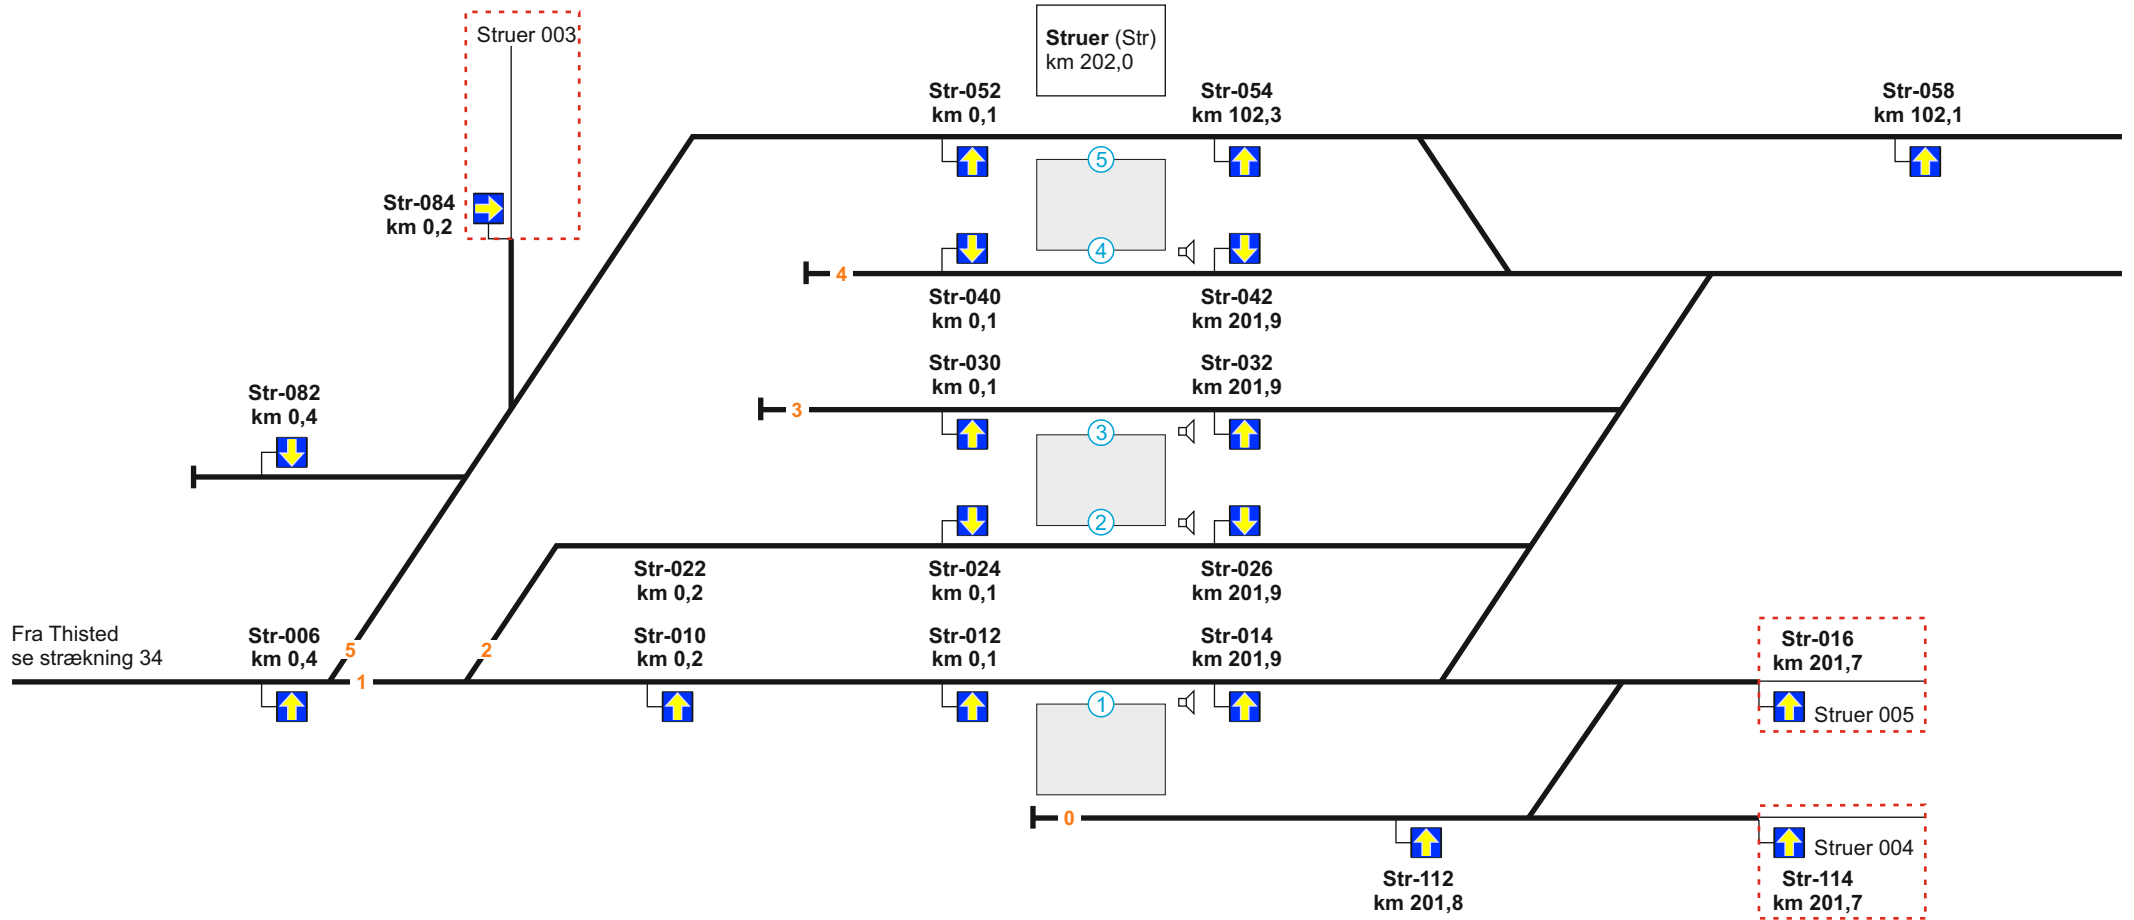 Struer 003
Struer (Str)
km 202,0
Str-052
km 0,1
Str-054
km 102,3
Str-058
km 102,1
5
Str-084
km 0,2
4
4
Str-040
km 0,1
Str-042
km 201,9
Str-030
km 0,1
Str-032
km 201,9
Str-082
km 0,4
3
3
2
Str-022
km 0,2
Str-024
km 0,1
Str-026
km 201,9
Fra Thisted
se strækning 34
Str-006
km 0,4
5
2
Str-010
km 0,2
Str-012
km 0,1
Str-014
km 201,9
Str-016
km 201,7
1
1
Struer 005
0
Struer 004
Str-112
km 201,8
Str-114
km 201,7